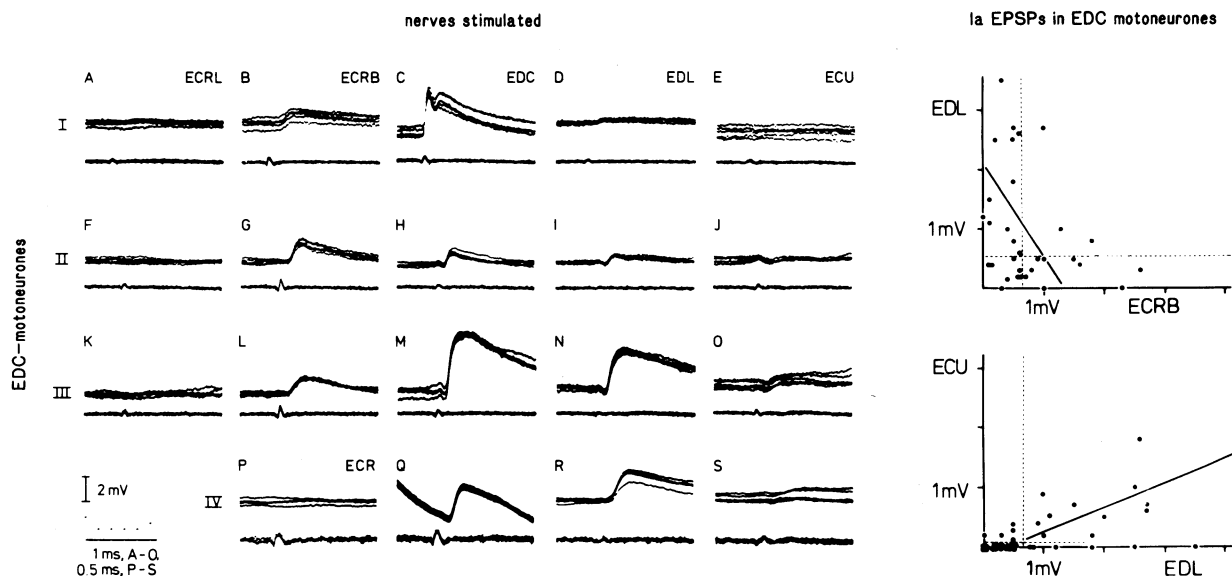 nerves stimulated
Ia EPSPs in EDC motoneurones
A ECRL B ECRB C EDC D EDL E ECU
I
F G H I J
II
K L M N O
III
P ECR Q R S
IV
EDC-motoneurones
2 mV
1 ms, A-O,
0.5 ms, P-S
EDL
1mV
1mV ECRB
ECU
1mV
1mV EDL